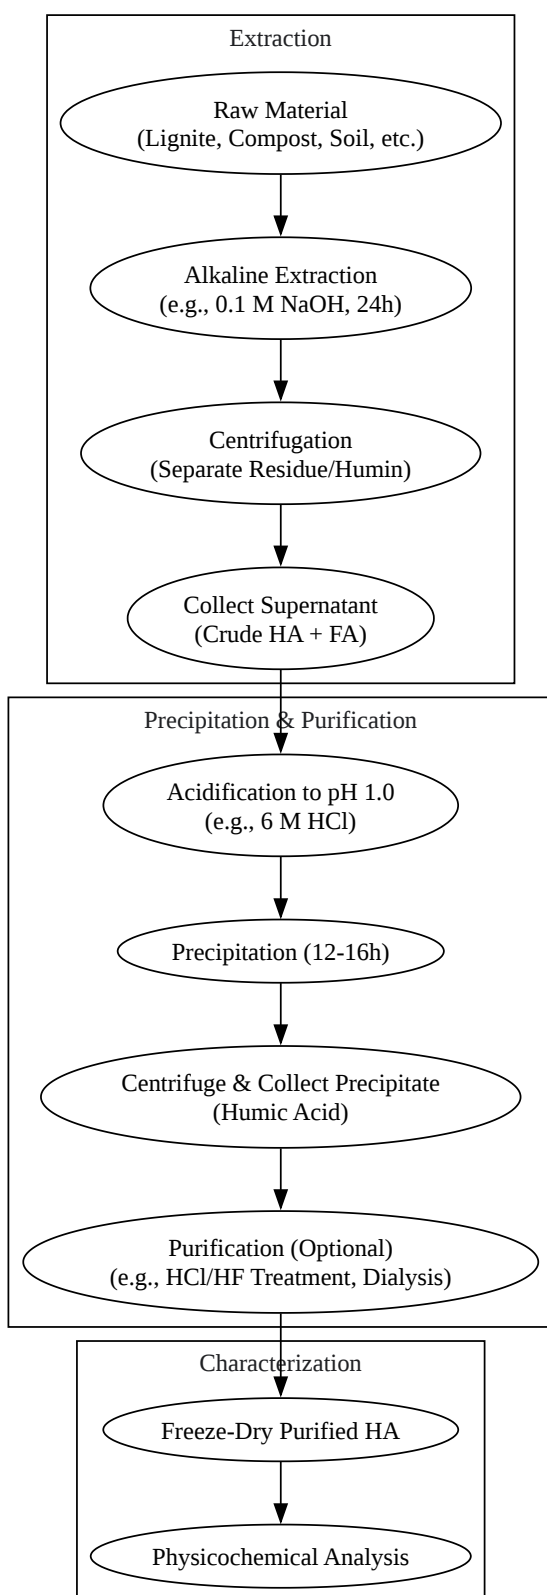 Extraction
Raw Material
(Lignite, Compost, Soil, etc.)
Alkaline Extraction
(e.g., 0.1 M NaOH, 24h)
Centrifugation
(Separate Residue/Humin)
Collect Supernatant
(Crude HA + FA)
Precipitation & Purification
Acidification to pH 1.0
(e.g., 6 M HCl)
Precipitation (12-16h)
Centrifuge & Collect Precipitate
(Humic Acid)
Purification (Optional)
(e.g., HCl/HF Treatment, Dialysis)
Characterization
Freeze-Dry Purified HA
Physicochemical Analysis